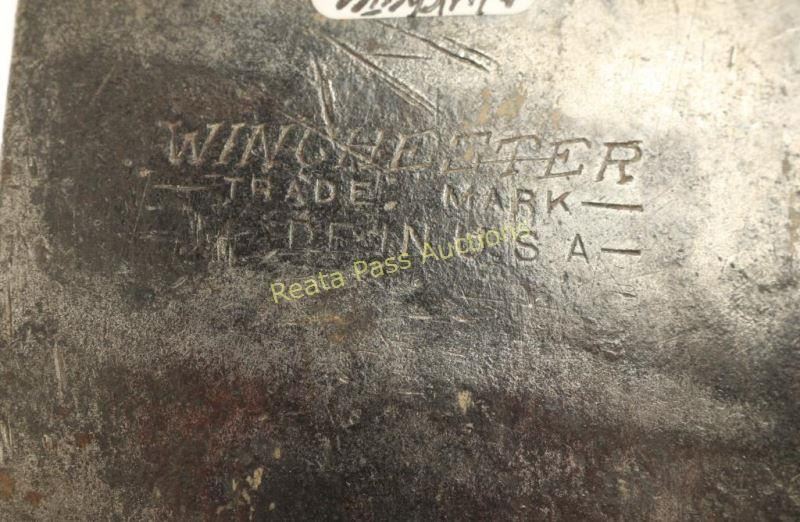 WINCHESTER
— TRADE. MARK —
— MADE IN U.S.A —
Reata Pass Auctions